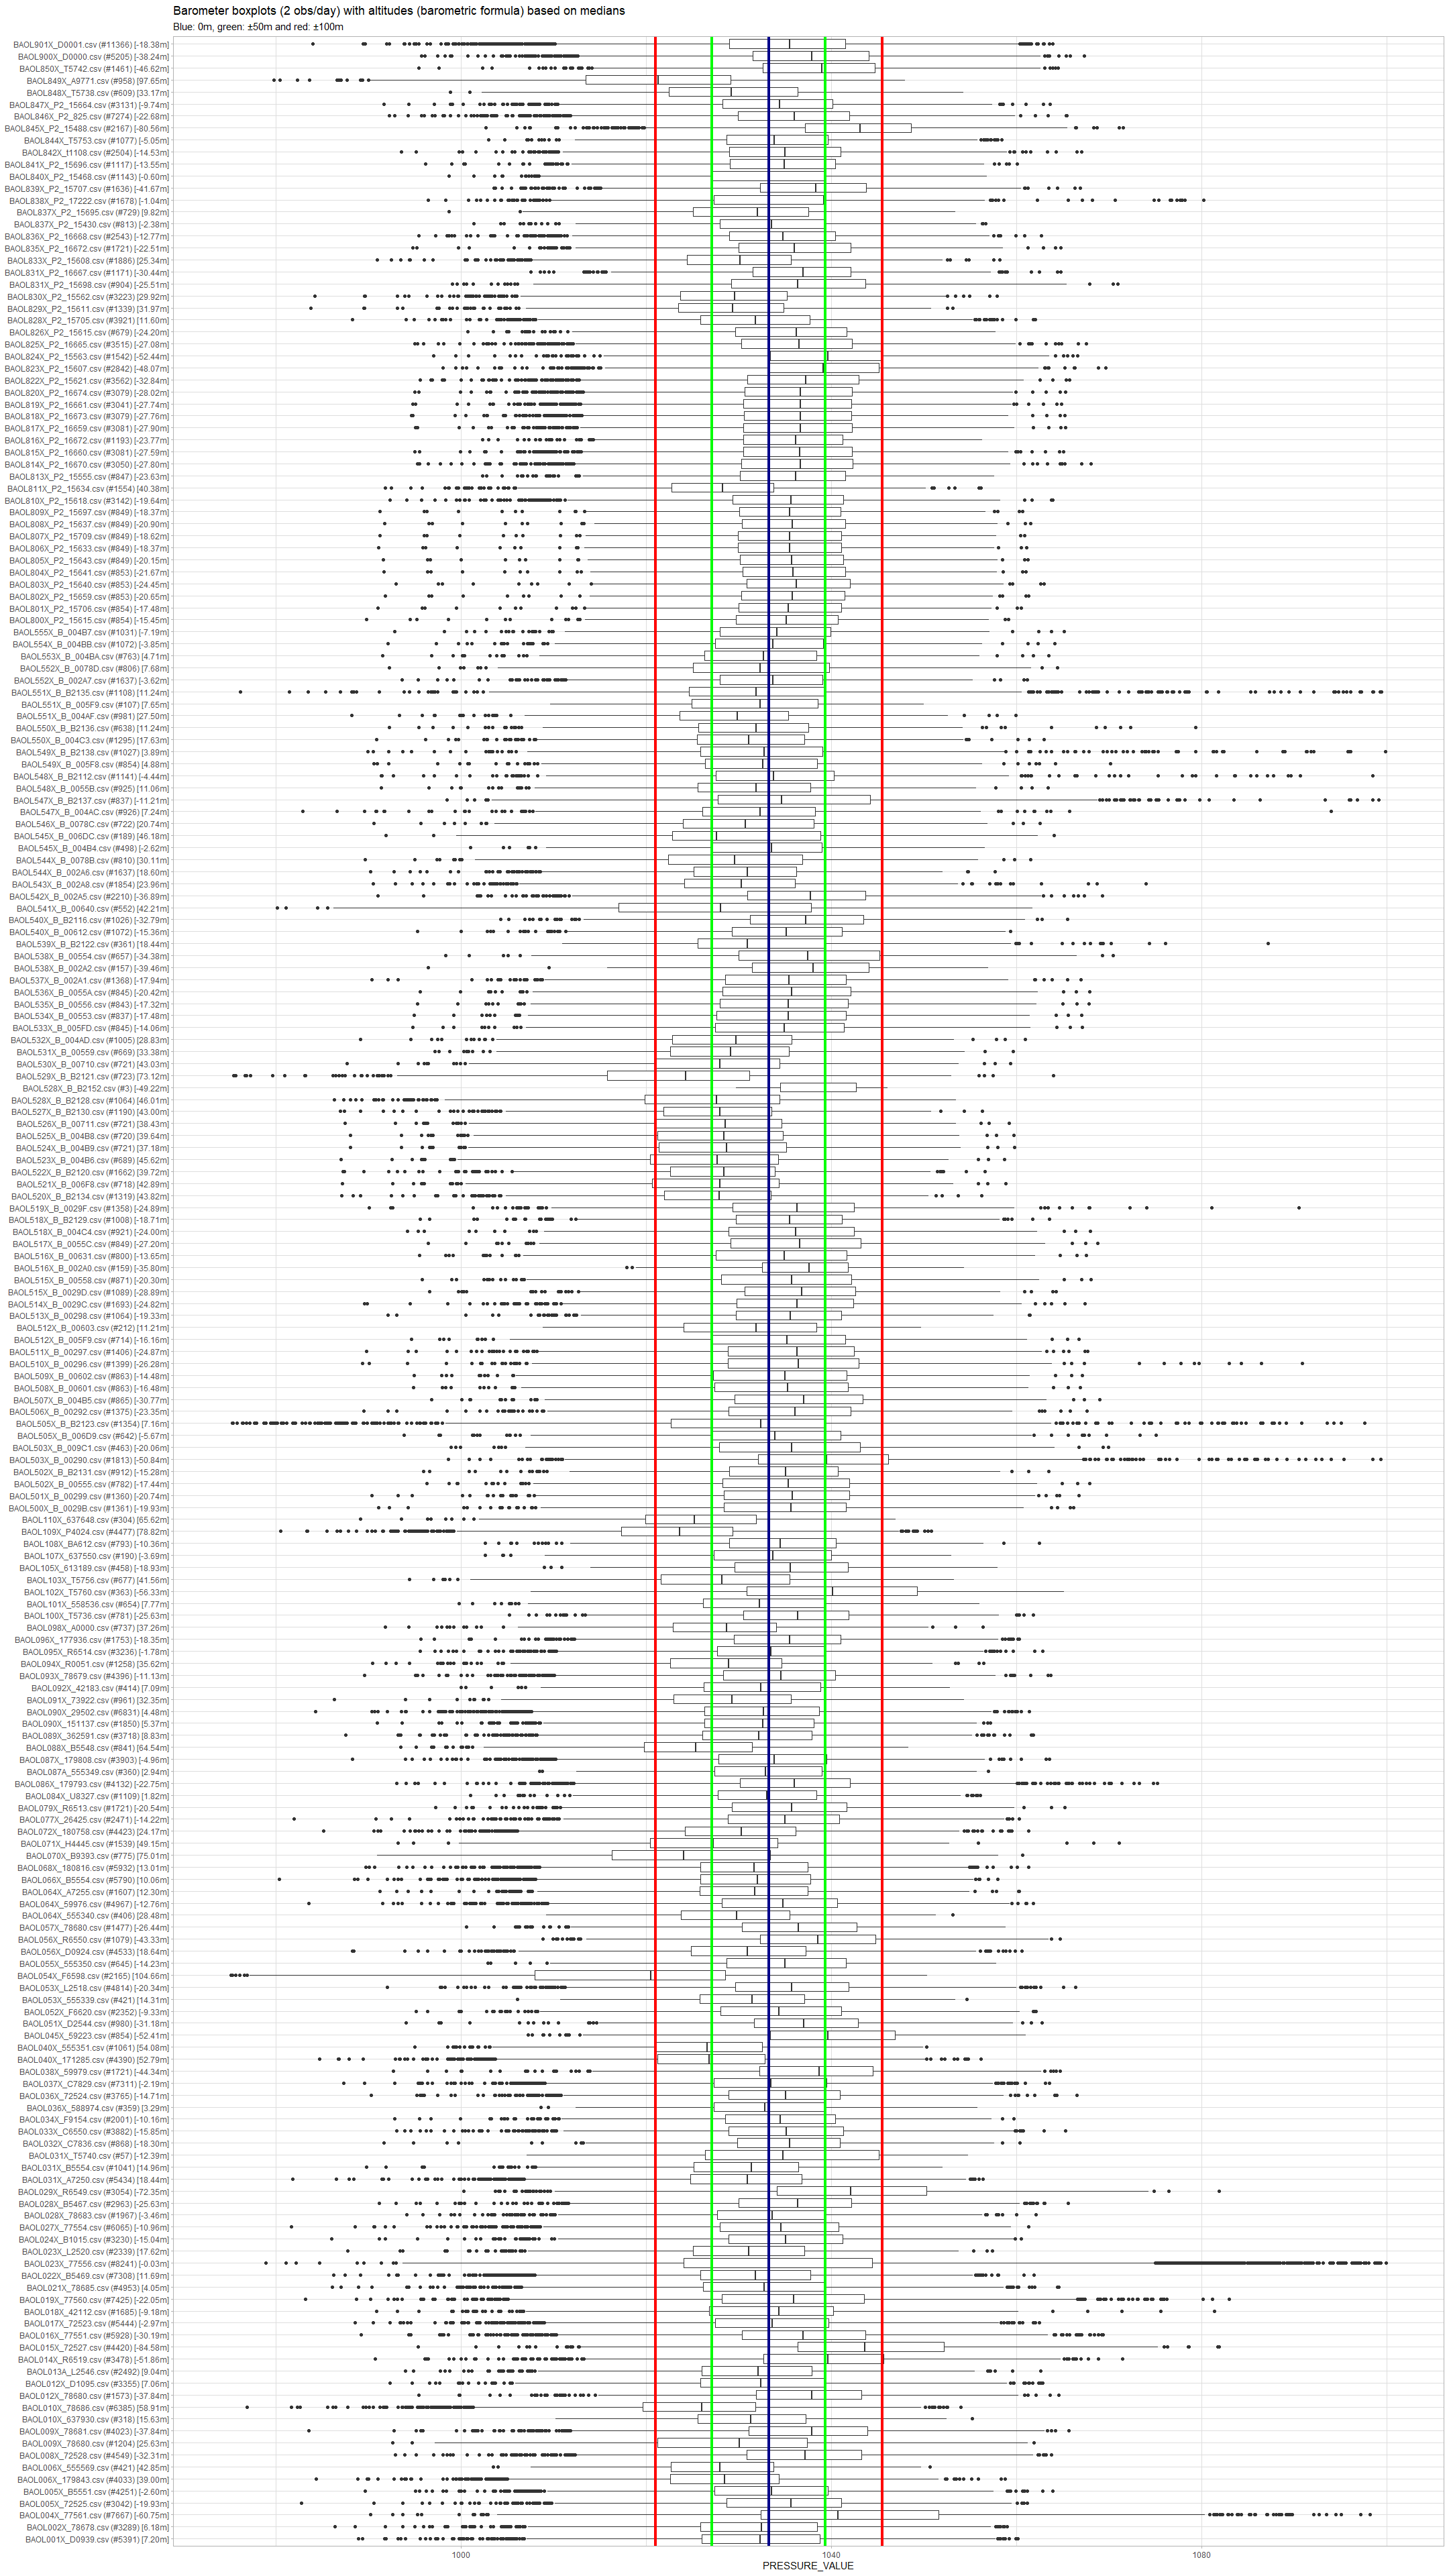 Barometer boxplots (2 obs/day) with altitudes (barometric formula) based on medians
Blue: 0m, green: ±50m and red: ±100m
BAOL901X_D0001.csv (#11366) [-18.38m]
BAOL900X_D0000.csv (#5205) [-38.24m]
BAOL850X_T5742.csv (#1461) [-46.62m]
BAOL849X_A9771.csv (#958) [97.65m]
BAOL848X_T5738.csv (#609) [33.17m]
BAOL847X_P2_15664.csv (#3131) [-9.74m]
BAOL846X_P2_825.csv (#7274) [-22.68m]
BAOL845X_P2_15488.csv (#2167) [-80.56m]
BAOL844X_T5753.csv (#1077) [-5.05m]
BAOL842X_t1108.csv (#2504) [-14.53m]
BAOL841X_P2_15696.csv (#1117) [-13.55m]
BAOL840X_P2_15468.csv (#1143) [-0.60m]
BAOL839X_P2_15707.csv (#1636) [-41.67m]
BAOL838X_P2_17222.csv (#1678) [-1.04m]
BAOL837X_P2_15695.csv (#729) [9.82m]
BAOL837X_P2_15430.csv (#813) [-2.38m]
BAOL836X_P2_16668.csv (#2543) [-12.77m]
BAOL835X_P2_16672.csv (#1721) [-22.51m]
BAOL833X_P2_15608.csv (#1886) [25.34m]
BAOL831X_P2_16667.csv (#1171) [-30.44m]
BAOL831X_P2_15698.csv (#904) [-25.51m]
BAOL830X_P2_15562.csv (#3223) [29.92m]
BAOL829X_P2_15611.csv (#1339) [31.97m]
BAOL828X_P2_15705.csv (#3921) [11.60m]
BAOL826X_P2_15615.csv (#679) [-24.20m]
BAOL825X_P2_16665.csv (#3515) [-27.08m]
BAOL824X_P2_15563.csv (#1542) [-52.44m]
BAOL823X_P2_15607.csv (#2842) [-48.07m]
BAOL822X_P2_15621.csv (#3562) [-32.84m]
BAOL820X_P2_16674.csv (#3079) [-28.02m]
BAOL819X_P2_16661.csv (#3041) [-27.74m]
BAOL818X_P2_16673.csv (#3079) [-27.76m]
BAOL817X_P2_16659.csv (#3081) [-27.90m]
BAOL816X_P2_16672.csv (#1193) [-23.77m]
BAOL815X_P2_16660.csv (#3081) [-27.59m]
BAOL814X_P2_16670.csv (#3050) [-27.80m]
BAOL813X_P2_15555.csv (#847) [-23.63m]
BAOL811X_P2_15634.csv (#1554) [40.38m]
BAOL810X_P2_15618.csv (#3142) [-19.64m]
BAOL809X_P2_15697.csv (#849) [-18.37m]
BAOL808X_P2_15637.csv (#849) [-20.90m]
BAOL807X_P2_15709.csv (#849) [-18.62m]
BAOL806X_P2_15633.csv (#849) [-18.37m]
BAOL805X_P2_15643.csv (#849) [-20.15m]
BAOL804X_P2_15641.csv (#853) [-21.67m]
BAOL803X_P2_15640.csv (#853) [-24.45m]
BAOL802X_P2_15659.csv (#853) [-20.65m]
BAOL801X_P2_15706.csv (#854) [-17.48m]
BAOL800X_P2_15615.csv (#854) [-15.45m]
BAOL555X_B_004B7.csv (#1031) [-7.19m]
BAOL554X_B_004BB.csv (#1072) [-3.85m]
BAOL553X_B_004BA.csv (#763) [4.71m]
BAOL552X_B_0078D.csv (#806) [7.68m]
BAOL552X_B_002A7.csv (#1637) [-3.62m]
BAOL551X_B_B2135.csv (#1108) [11.24m]
BAOL551X_B_005F9.csv (#107) [7.65m]
BAOL551X_B_004AF.csv (#981) [27.50m]
BAOL550X_B_B2136.csv (#638) [11.24m]
BAOL550X_B_004C3.csv (#1295) [17.63m]
BAOL549X_B_B2138.csv (#1027) [3.89m]
BAOL549X_B_005F8.csv (#854) [4.88m]
BAOL548X_B_B2112.csv (#1141) [-4.44m]
BAOL548X_B_0055B.csv (#925) [11.06m]
BAOL547X_B_B2137.csv (#837) [-11.21m]
BAOL547X_B_004AC.csv (#926) [7.24m]
BAOL546X_B_0078C.csv (#722) [20.74m]
BAOL545X_B_006DC.csv (#189) [46.18m]
BAOL545X_B_004B4.csv (#498) [-2.62m]
BAOL544X_B_0078B.csv (#810) [30.11m]
BAOL544X_B_002A6.csv (#1637) [18.60m]
BAOL543X_B_002A8.csv (#1854) [23.96m]
BAOL542X_B_002A5.csv (#2210) [-36.89m]
BAOL541X_B_00640.csv (#552) [42.21m]
BAOL540X_B_B2116.csv (#1026) [-32.79m]
BAOL540X_B_00612.csv (#1072) [-15.36m]
BAOL539X_B_B2122.csv (#361) [18.44m]
BAOL538X_B_00554.csv (#657) [-34.38m]
BAOL538X_B_002A2.csv (#157) [-39.46m]
BAOL537X_B_002A1.csv (#1368) [-17.94m]
BAOL536X_B_0055A.csv (#845) [-20.42m]
BAOL535X_B_00556.csv (#843) [-17.32m]
BAOL534X_B_00553.csv (#837) [-17.48m]
BAOL533X_B_005FD.csv (#845) [-14.06m]
BAOL532X_B_004AD.csv (#1005) [28.83m]
BAOL531X_B_00559.csv (#669) [33.38m]
BAOL530X_B_00710.csv (#721) [43.03m]
BAOL529X_B_B2121.csv (#723) [73.12m]
BAOL528X_B_B2152.csv (#3) [-49.22m]
BAOL528X_B_B2128.csv (#1064) [46.01m]
BAOL527X_B_B2130.csv (#1190) [43.00m]
BAOL526X_B_00711.csv (#721) [38.43m]
BAOL525X_B_004B8.csv (#720) [39.64m]
BAOL524X_B_004B9.csv (#721) [37.18m]
BAOL523X_B_004B6.csv (#689) [45.62m]
BAOL522X_B_B2120.csv (#1662) [39.72m]
BAOL521X_B_006F8.csv (#718) [42.89m]
BAOL520X_B_B2134.csv (#1319) [43.82m]
BAOL519X_B_0029F.csv (#1358) [-24.89m]
BAOL518X_B_B2129.csv (#1008) [-18.71m]
BAOL518X_B_004C4.csv (#921) [-24.00m]
BAOL517X_B_0055C.csv (#849) [-27.20m]
BAOL516X_B_00631.csv (#800) [-13.65m]
BAOL516X_B_002A0.csv (#159) [-35.80m]
BAOL515X_B_00558.csv (#871) [-20.30m]
BAOL515X_B_0029D.csv (#1089) [-28.89m]
BAOL514X_B_0029C.csv (#1693) [-24.82m]
BAOL513X_B_00298.csv (#1064) [-19.33m]
BAOL512X_B_00603.csv (#212) [11.21m]
BAOL512X_B_005F9.csv (#714) [-16.16m]
BAOL511X_B_00297.csv (#1406) [-24.87m]
BAOL510X_B_00296.csv (#1399) [-26.28m]
BAOL509X_B_00602.csv (#863) [-14.48m]
BAOL508X_B_00601.csv (#863) [-16.48m]
BAOL507X_B_004B5.csv (#865) [-30.77m]
BAOL506X_B_00292.csv (#1375) [-23.35m]
BAOL505X_B_B2123.csv (#1354) [7.16m]
BAOL505X_B_006D9.csv (#642) [-5.67m]
BAOL503X_B_009C1.csv (#463) [-20.06m]
BAOL503X_B_00290.csv (#1813) [-50.84m]
BAOL502X_B_B2131.csv (#912) [-15.28m]
BAOL502X_B_00555.csv (#782) [-17.44m]
BAOL501X_B_00299.csv (#1360) [-20.74m]
BAOL500X_B_0029B.csv (#1361) [-19.93m]
BAOL110X_637648.csv (#304) [65.62m]
BAOL109X_P4024.csv (#4477) [78.82m]
BAOL108X_BA612.csv (#793) [-10.36m]
BAOL107X_637550.csv (#190) [-3.69m]
BAOL105X_613189.csv (#458) [-18.93m]
BAOL103X_T5756.csv (#677) [41.56m]
BAOL102X_T5760.csv (#363) [-56.33m]
BAOL101X_558536.csv (#654) [7.77m]
BAOL100X_T5736.csv (#781) [-25.63m]
BAOL098X_A0000.csv (#737) [37.26m]
BAOL096X_177936.csv (#1753) [-18.35m]
BAOL095X_R6514.csv (#3236) [-1.78m]
BAOL094X_R0051.csv (#1258) [35.62m]
BAOL093X_78679.csv (#4396) [-11.13m]
BAOL092X_42183.csv (#414) [7.09m]
BAOL091X_73922.csv (#961) [32.35m]
BAOL090X_29502.csv (#6831) [4.48m]
BAOL090X_151137.csv (#1850) [5.37m]
BAOL089X_362591.csv (#3718) [8.83m]
BAOL088X_B5548.csv (#841) [64.54m]
BAOL087X_179808.csv (#3903) [-4.96m]
BAOL087A_555349.csv (#360) [2.94m]
BAOL086X_179793.csv (#4132) [-22.75m]
BAOL084X_U8327.csv (#1109) [1.82m]
BAOL079X_R6513.csv (#1721) [-20.54m]
BAOL077X_26425.csv (#2471) [-14.22m]
BAOL072X_180758.csv (#4423) [24.17m]
BAOL071X_H4445.csv (#1539) [49.15m]
BAOL070X_B9393.csv (#775) [75.01m]
BAOL068X_180816.csv (#5932) [13.01m]
BAOL066X_B5554.csv (#5790) [10.06m]
BAOL064X_A7255.csv (#1607) [12.30m]
BAOL064X_59976.csv (#4967) [-12.76m]
BAOL064X_555340.csv (#406) [28.48m]
BAOL057X_78680.csv (#1477) [-26.44m]
BAOL056X_R6550.csv (#1079) [-43.33m]
BAOL056X_D0924.csv (#4533) [18.64m]
BAOL055X_555350.csv (#645) [-14.23m]
BAOL054X_F6598.csv (#2165) [104.66m]
BAOL053X_L2518.csv (#4814) [-20.34m]
BAOL053X_555339.csv (#421) [14.31m]
BAOL052X_F6620.csv (#2352) [-9.33m]
BAOL051X_D2544.csv (#980) [-31.18m]
BAOL045X_59223.csv (#854) [-52.41m]
BAOL040X_555351.csv (#1061) [54.08m]
BAOL040X_171285.csv (#4390) [52.79m]
BAOL038X_59979.csv (#1721) [-44.34m]
BAOL037X_C7829.csv (#7311) [-2.19m]
BAOL036X_72524.csv (#3765) [-14.71m]
BAOL036X_588974.csv (#359) [3.29m]
BAOL034X_F9154.csv (#2001) [-10.16m]
BAOL033X_C6550.csv (#3882) [-15.85m]
BAOL032X_C7836.csv (#868) [-18.30m]
BAOL031X_T5740.csv (#57) [-12.39m]
BAOL031X_B5554.csv (#1041) [14.96m]
BAOL031X_A7250.csv (#5434) [18.44m]
BAOL029X_R6549.csv (#3054) [-72.35m]
BAOL028X_B5467.csv (#2963) [-25.63m]
BAOL028X_78683.csv (#1967) [-3.46m]
BAOL027X_77554.csv (#6065) [-10.96m]
BAOL024X_B1015.csv (#3230) [-15.04m]
BAOL023X_L2520.csv (#2339) [17.62m]
BAOL023X_77556.csv (#8241) [-0.03m]
BAOL022X_B5469.csv (#7308) [11.69m]
BAOL021X_78685.csv (#4953) [4.05m]
BAOL019X_77560.csv (#7425) [-22.05m]
BAOL018X_42112.csv (#1685) [-9.18m]
BAOL017X_72523.csv (#5444) [-2.97m]
BAOL016X_77551.csv (#5928) [-30.19m]
BAOL015X_72527.csv (#4420) [-84.58m]
BAOL014X_R6519.csv (#3478) [-51.86m]
BAOL013A_L2546.csv (#2492) [9.04m]
BAOL012X_D1095.csv (#3355) [7.06m]
BAOL012X_78680.csv (#1573) [-37.84m]
BAOL010X_78686.csv (#6385) [58.91m]
BAOL010X_637930.csv (#318) [15.63m]
BAOL009X_78681.csv (#4023) [-37.84m]
BAOL009X_78680.csv (#1204) [25.63m]
BAOL008X_72528.csv (#4549) [-32.31m]
BAOL006X_555569.csv (#421) [42.85m]
BAOL006X_179843.csv (#4033) [39.00m]
BAOL005X_B5551.csv (#4251) [-2.60m]
BAOL005X_72525.csv (#3042) [-19.93m]
BAOL004X_77561.csv (#7667) [-60.75m]
BAOL002X_78678.csv (#3289) [6.18m]
BAOL001X_D0939.csv (#5391) [7.20m]
1000 1040 1080
PRESSURE_VALUE